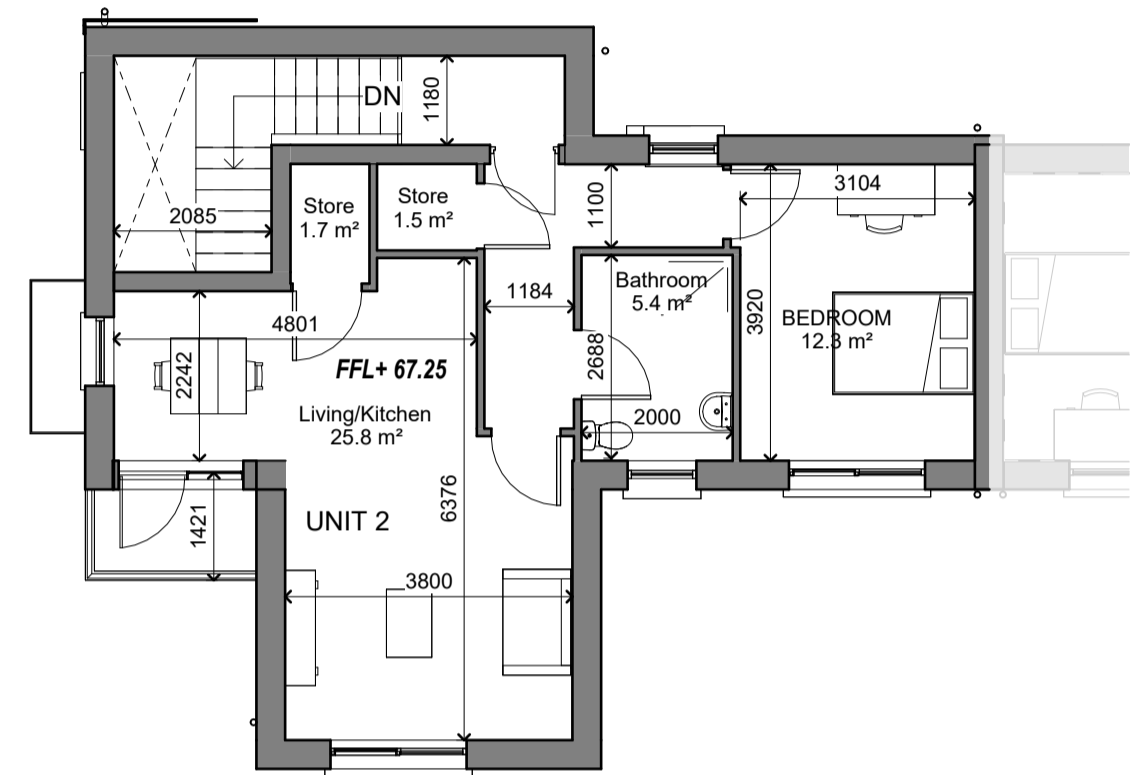 DN
1180
2085
Store
1.7 m²
Store
1.5 m²
1100
3104
1184
Bathroom
5.4 m²
3920
BEDROOM
12.3 m²
4801
2242
FFL+ 67.25
2688
Living/Kitchen
25.8 m²
2000
6376
UNIT 2
1421
3800